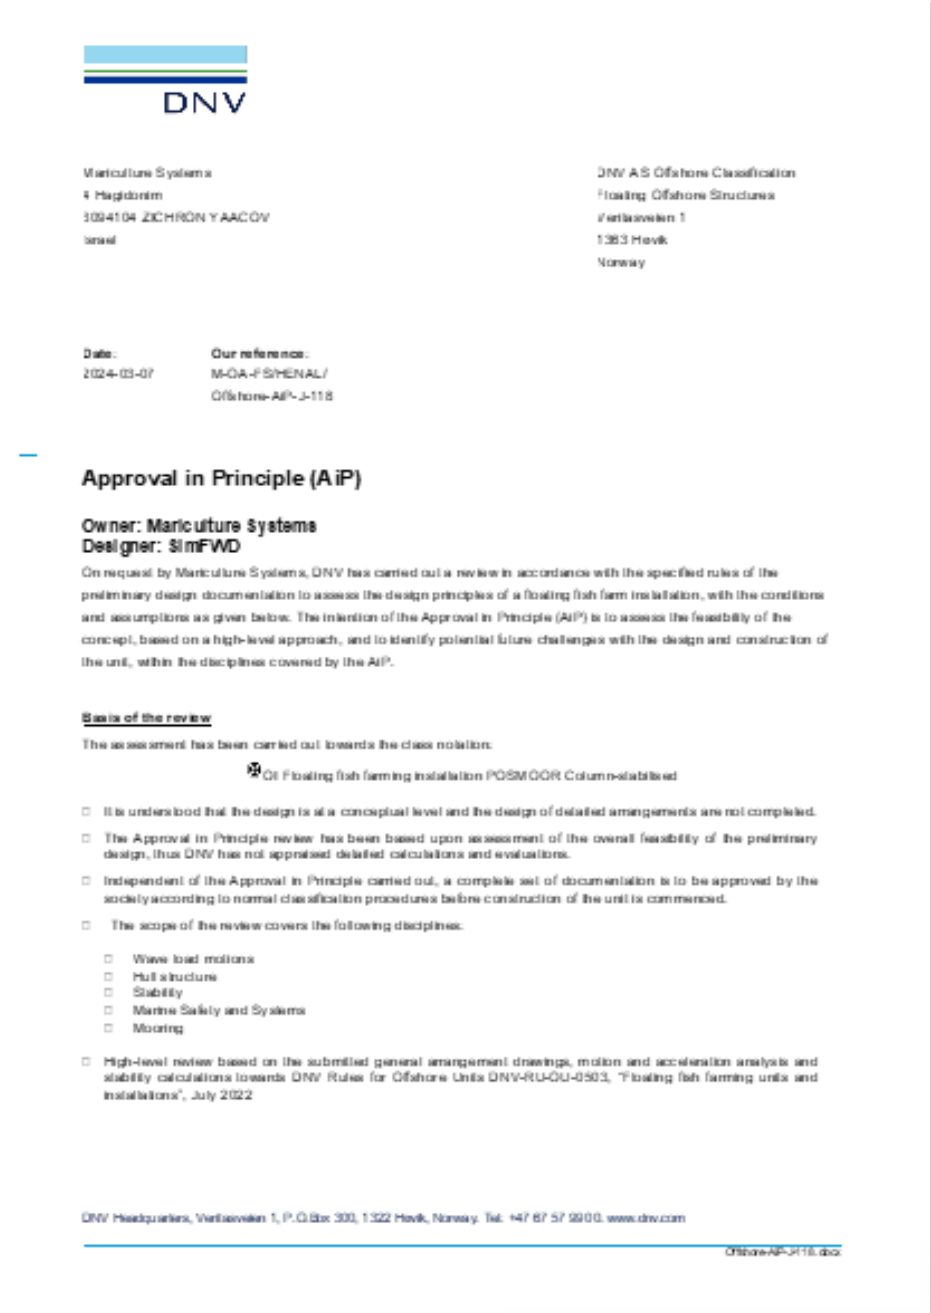 DNV
Mariculture Systems
4 Hagidonim
3094104 ZICHRON YAACOV
Israel
DNV AS Offshore Classification
Floating Offshore Structures
Veritasveien 1
1363 Høvik
Norway
Date:
2024-03-07
Our reference:
M-OA-FS/HENAL/
Offshore-AiP-J-118
Approval in Principle (AiP)
Owner: Mariculture Systems
Designer: SimFWD
On request by Mariculture Systems, DNV has carried out a review in accordance with the specified rules of the
preliminary design documentation to assess the design principles of a floating fish farm installation, with the conditions
and assumptions as given below. The intention of the Approval in Principle (AiP) is to assess the feasibility of the
concept, based on a high-level approach, and to identify potential future challenges with the design and construction of
the unit, within the disciplines covered by the AiP.
Basis of the review
The assessment has been carried out towards the class notation:
OI Floating fish farming installation POSMOOR Column-stabilised
It is understood that the design is at a conceptual level and the design of detailed arrangements are not completed.
The Approval in Principle review has been based upon assessment of the overall feasibility of the preliminary
design, thus DNV has not appraised detailed calculations and evaluations.
Independent of the Approval in Principle carried out, a complete set of documentation is to be approved by the
society according to normal classification procedures before construction of the unit is commenced.
The scope of the review covers the following disciplines:
Wave load motions
Hull structure
Stability
Marine Safety and Systems
Mooring
High-level review based on the submitted general arrangement drawings, motion and acceleration analysis and
stability calculations towards DNV Rules for Offshore Units DNV-RU-OU-0503, "Floating fish farming units and
installations", July 2022
DNV Headquarters, Veritasveien 1, P.O.Box 300, 1322 Høvik, Norway. Tel: +47 67 57 9900. www.dnv.com
Offshore-AiP-J-118.docx